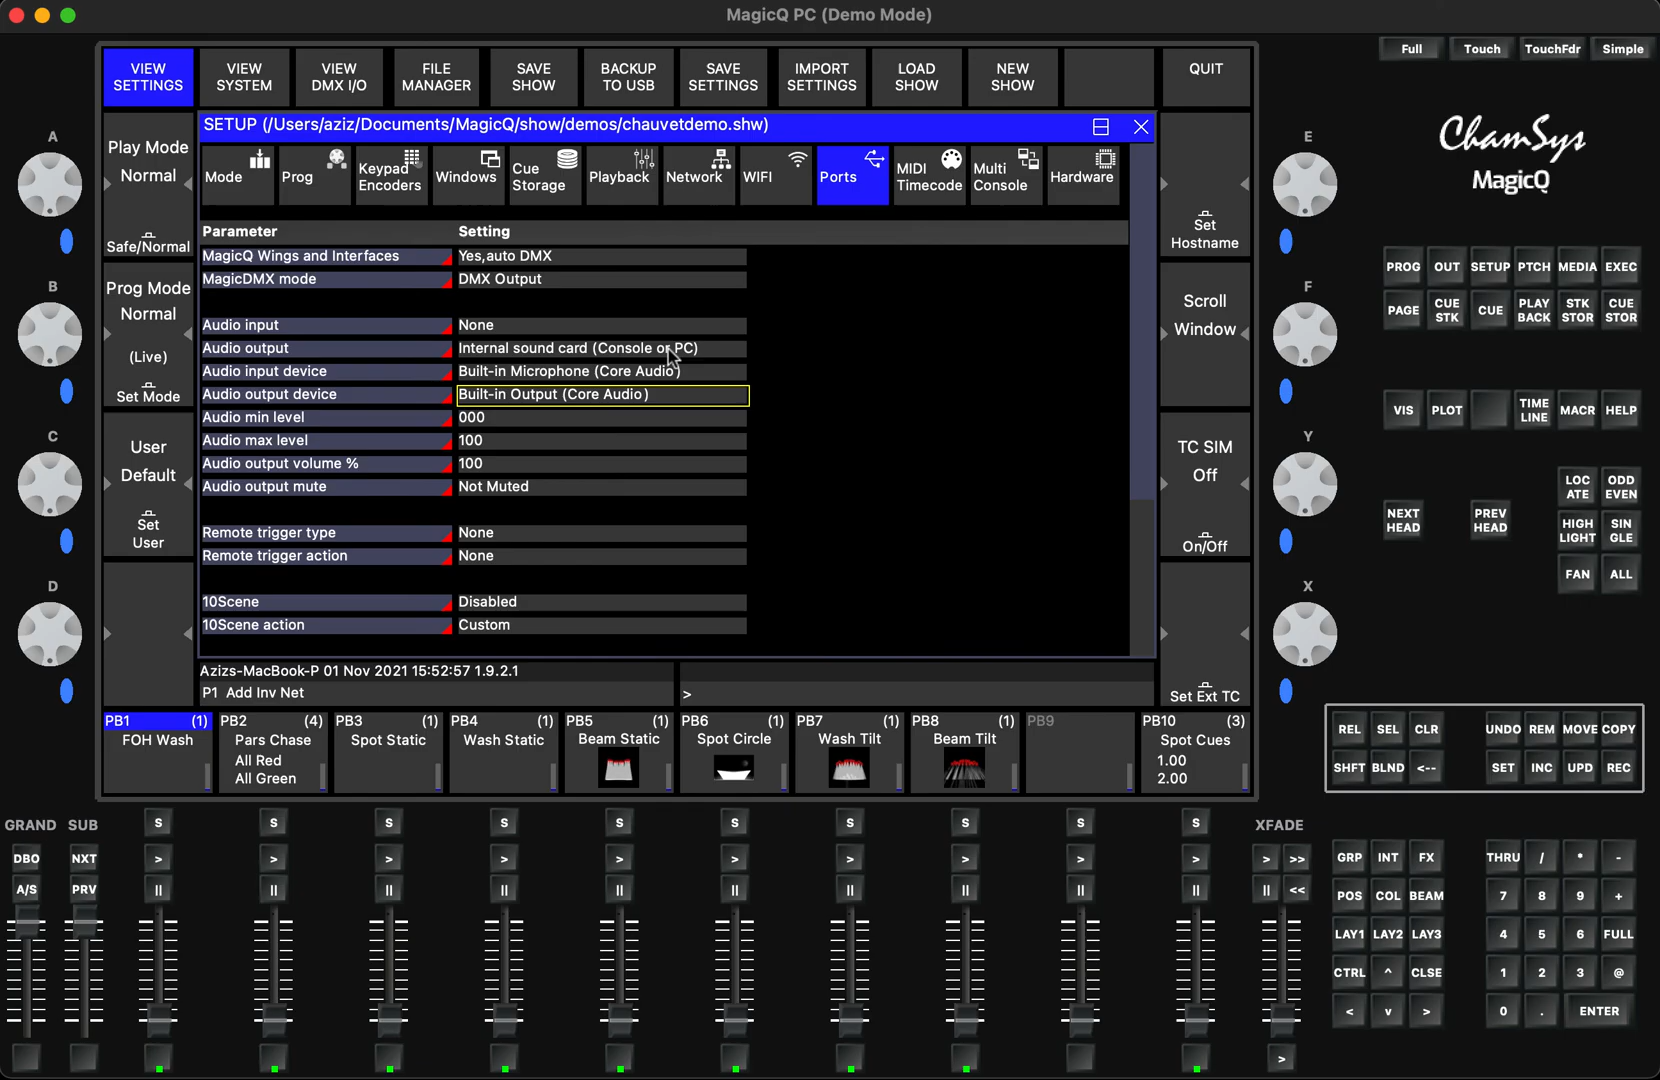 MagicQ PC (Demo Mode)
Full
Touch
TouchFdr
Simple
VIEW
SETTINGS
VIEW
SYSTEM
VIEW
DMX I/O
FILE
MANAGER
SAVE
SHOW
BACKUP
TO USB
SAVE
SETTINGS
IMPORT
SETTINGS
LOAD
SHOW
NEW
SHOW
QUIT
SETUP (/Users/aziz/Documents/MagicQ/show/demos/chauvetdemo.shw)
Mode
Prog
Keypad
Encoders
Windows
Cue
Storage
Playback
Network
WIFI
Ports
MIDI
Timecode
Multi
Console
Hardware
Parameter Setting
MagicQ Wings and Interfaces Yes,auto DMX
MagicDMX mode DMX Output
Audio input None
Audio output Internal sound card (Console or PC)
Audio input device Built-in Microphone (Core Audio)
Audio output device Built-in Output (Core Audio)
Audio min level 000
Audio max level 100
Audio output volume % 100
Audio output mute Not Muted
Remote trigger type None
Remote trigger action None
10Scene Disabled
10Scene action Custom
Azizs-MacBook-P 01 Nov 2021 15:52:57 1.9.2.1
P1 Add Inv Net
>
A
Play Mode
Normal
Safe/Normal
B
Prog Mode
Normal
(Live)
Set Mode
C
User
Default
Set
User
D
E
Set
Hostname
F
Scroll
Window
Y
TC SIM
Off
On/Off
X
Set Ext TC
PB1 (1)
FOH Wash
PB2 (4)
Pars Chase
All Red
All Green
PB3 (1)
Spot Static
PB4 (1)
Wash Static
PB5 (1)
Beam Static
PB6 (1)
Spot Circle
PB7 (1)
Wash Tilt
PB8 (1)
Beam Tilt
PB9
PB10 (3)
Spot Cues
1.00
2.00
ChamSys
MagicQ
PROG OUT SETUP PTCH MEDIA EXEC
PAGE
CUE
STK
CUE
PLAY
BACK
STK
STOR
CUE
STOR
VIS PLOT
TIME
LINE
MACR HELP
NEXT
HEAD
PREV
HEAD
LOC
ATE
ODD
EVEN
HIGH
LIGHT
SIN
GLE
FAN ALL
REL SEL CLR UNDO REM MOVE COPY
SHFT BLND <-- SET INC UPD REC
GRAND SUB XFADE
S S S S S S S S S S
DBO NXT > > > > > > > > > > > >>
A/S PRV II II II II II II II II II II II <<
>
GRP INT FX THRU / * -
POS COL BEAM 7 8 9 +
LAY1 LAY2 LAY3 4 5 6 FULL
CTRL ^ CLSE 1 2 3 @
< v > 0 . ENTER